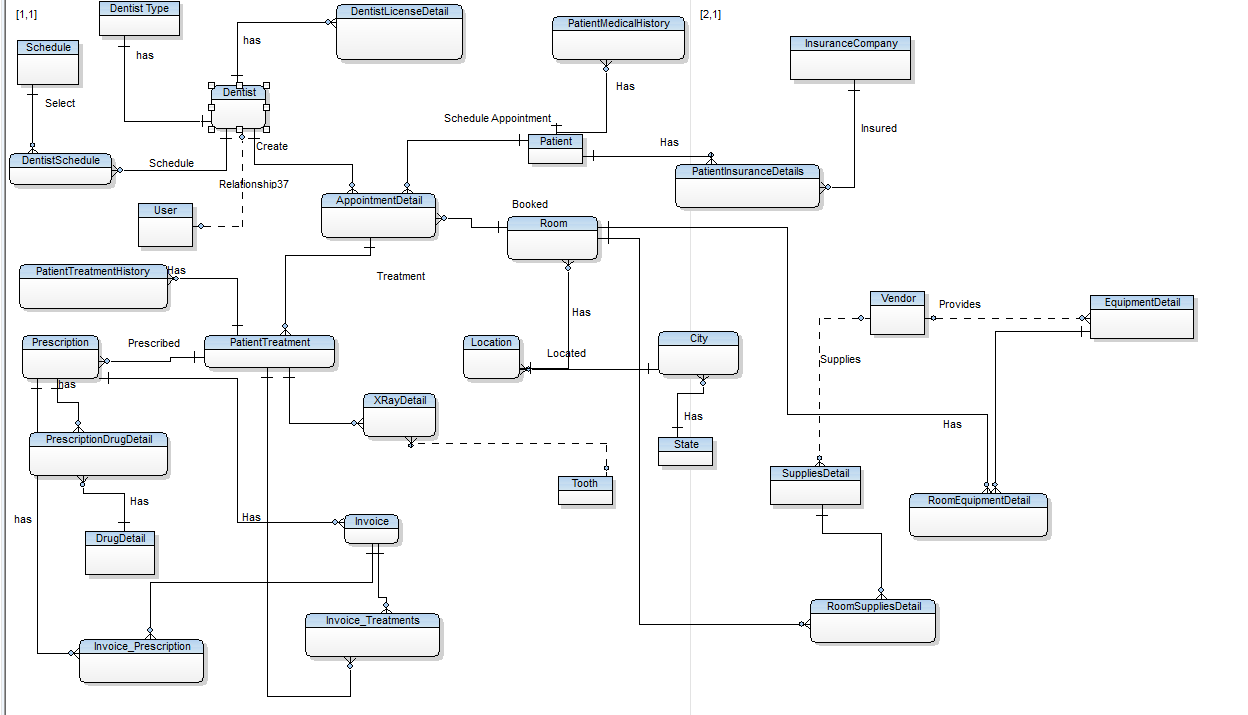 [1,1]
Dentist Type
DentistLicenseDetail
PatientMedicalHistory
[2,1]
InsuranceCompany
Schedule
has
has
Select
Dentist
Has
Schedule Appointment
Insured
Patient
Has
Create
DentistSchedule
Schedule
PatientInsuranceDetails
Relationship37
AppointmentDetail
User
Booked
Room
PatientTreatmentHistory
Has
Treatment
Vendor
Provides
EquipmentDetail
Has
Prescription
Prescribed
PatientTreatment
Location
Located
City
Supplies
has
XRayDetail
Has
Has
PrescriptionDrugDetail
State
SuppliesDetail
Tooth
RoomEquipmentDetail
Has
has
Has
Invoice
DrugDetail
RoomSuppliesDetail
Invoice_Treatments
Invoice_Prescription